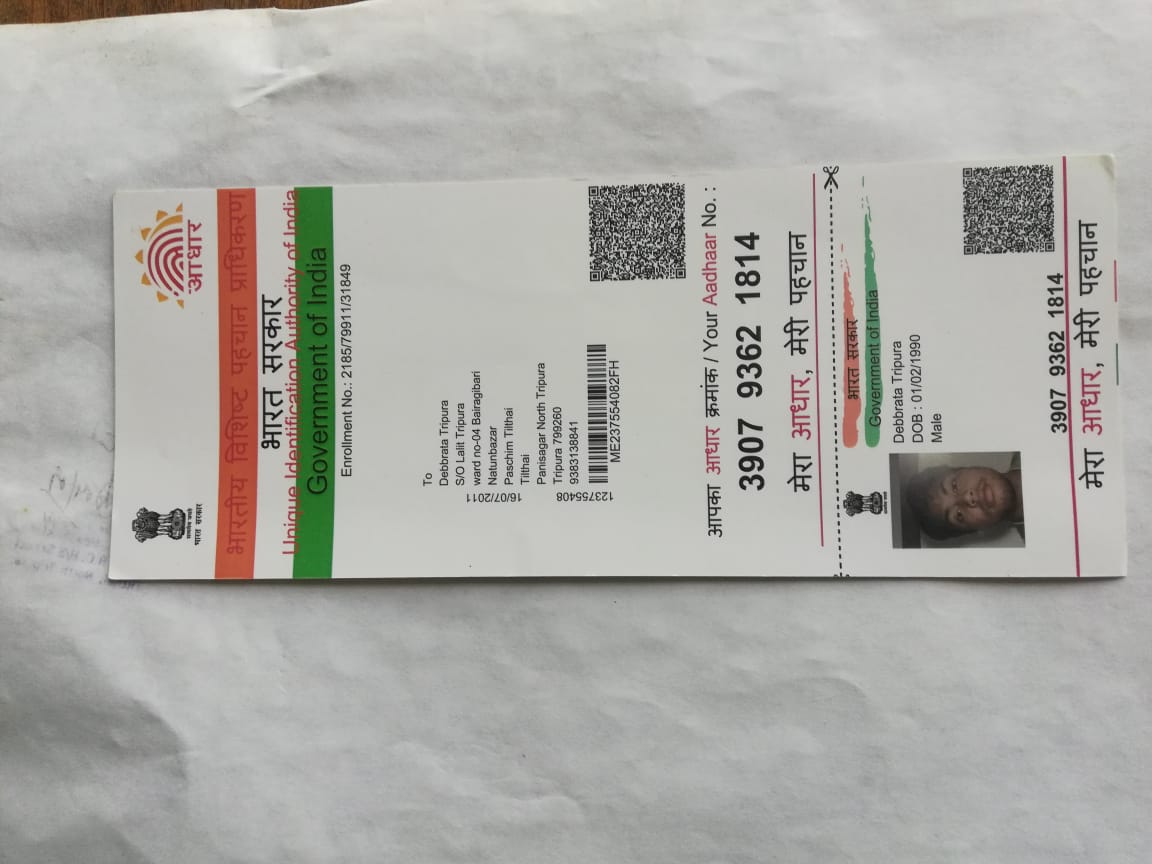 सत्यमेव जयते
भारत सरकार
आधार
भारतीय विशिष्ट पहचान प्राधिकरण
भारत सरकार
Unique Identification Authority of India
Government of India
Enrollment No.: 2185/79911/31849
To
Debbrata Tripura
S/O Lalit Tripura
ward no-04 Bairagibari
Natunbazar
Paschim Tilthai
Tilthai
Panisagar North Tripura
Tripura 799260
9383138841
123755408 16/07/2011
ME237554082FH
आपका आधार क्रमांक / Your Aadhaar No. :
3907 9362 1814
मेरा आधार, मेरी पहचान
भारत सरकार
Government of India
Debbrata Tripura
DOB : 01/02/1990
Male
3907 9362 1814
मेरा आधार, मेरी पहचान